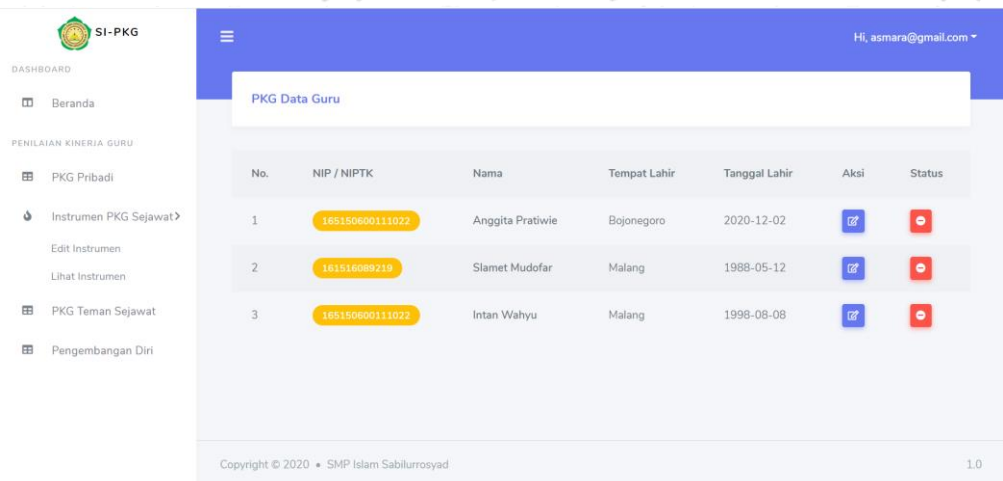 SI-PKG
Hi, asmara@gmail.com
DASHBOARD
Beranda
PENILAIAN KINERJA GURU
PKG Pribadi
Instrumen PKG Sejawat
Edit Instrumen
Lihat Instrumen
PKG Teman Sejawat
Pengembangan Diri
PKG Data Guru
No. NIP / NIPTK Nama Tempat Lahir Tanggal Lahir Aksi Status
1 165150600111022 Anggita Pratiwie Bojonegoro 2020-12-02
2 161516089219 Slamet Mudofar Malang 1988-05-12
3 165150600111022 Intan Wahyu Malang 1998-08-08
Copyright © 2020 • SMP Islam Sabilurrosyad 1.0